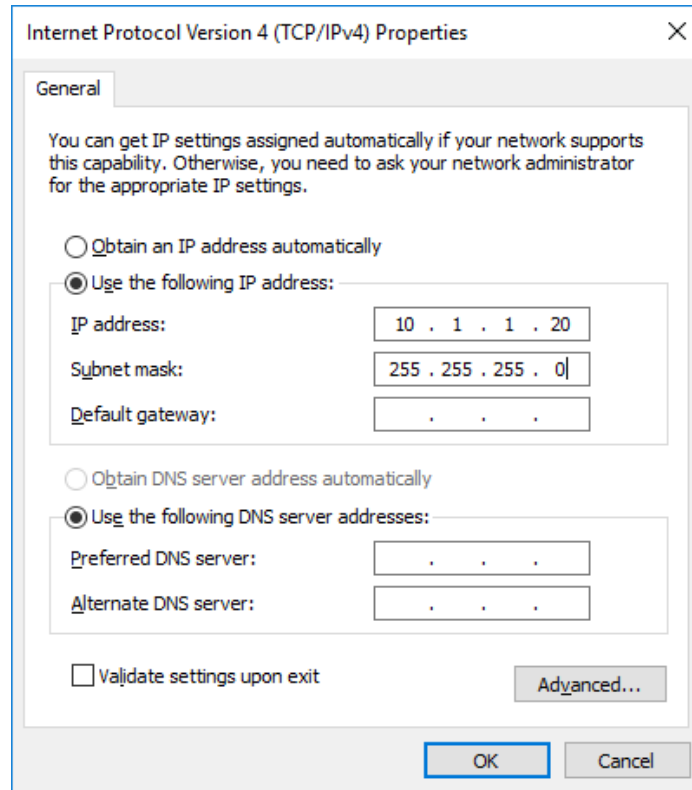 Internet Protocol Version 4 (TCP/IPv4) Properties
General
You can get IP settings assigned automatically if your network supports
this capability. Otherwise, you need to ask your network administrator
for the appropriate IP settings.
Obtain an IP address automatically
Use the following IP address:
IP address: 10 . 1 . 1 . 20
Subnet mask: 255 . 255 . 255 . 0
Default gateway: . . .
Obtain DNS server address automatically
Use the following DNS server addresses:
Preferred DNS server: . . .
Alternate DNS server: . . .
Validate settings upon exit
Advanced...
OK Cancel